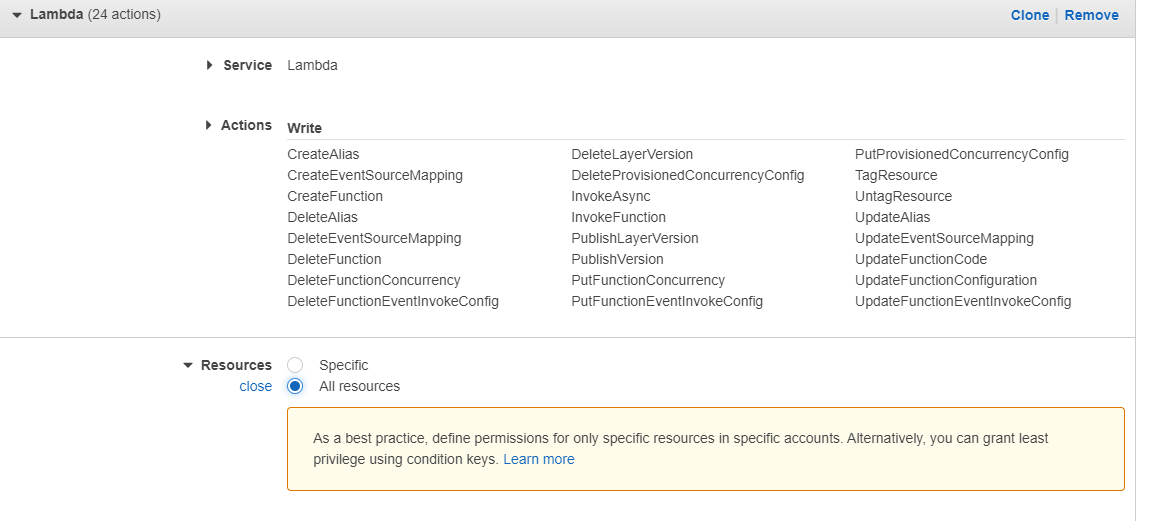 Lambda (24 actions) Clone Remove
Service Lambda
Actions Write
CreateAlias DeleteLayerVersion PutProvisionedConcurrencyConfig
CreateEventSourceMapping DeleteProvisionedConcurrencyConfig TagResource
CreateFunction InvokeAsync UntagResource
DeleteAlias InvokeFunction UpdateAlias
DeleteEventSourceMapping PublishLayerVersion UpdateEventSourceMapping
DeleteFunction PublishVersion UpdateFunctionCode
DeleteFunctionConcurrency PutFunctionConcurrency UpdateFunctionConfiguration
DeleteFunctionEventInvokeConfig PutFunctionEventInvokeConfig UpdateFunctionEventInvokeConfig
Resources Specific
close All resources
As a best practice, define permissions for only specific resources in specific accounts. Alternatively, you can grant least
privilege using condition keys. Learn more